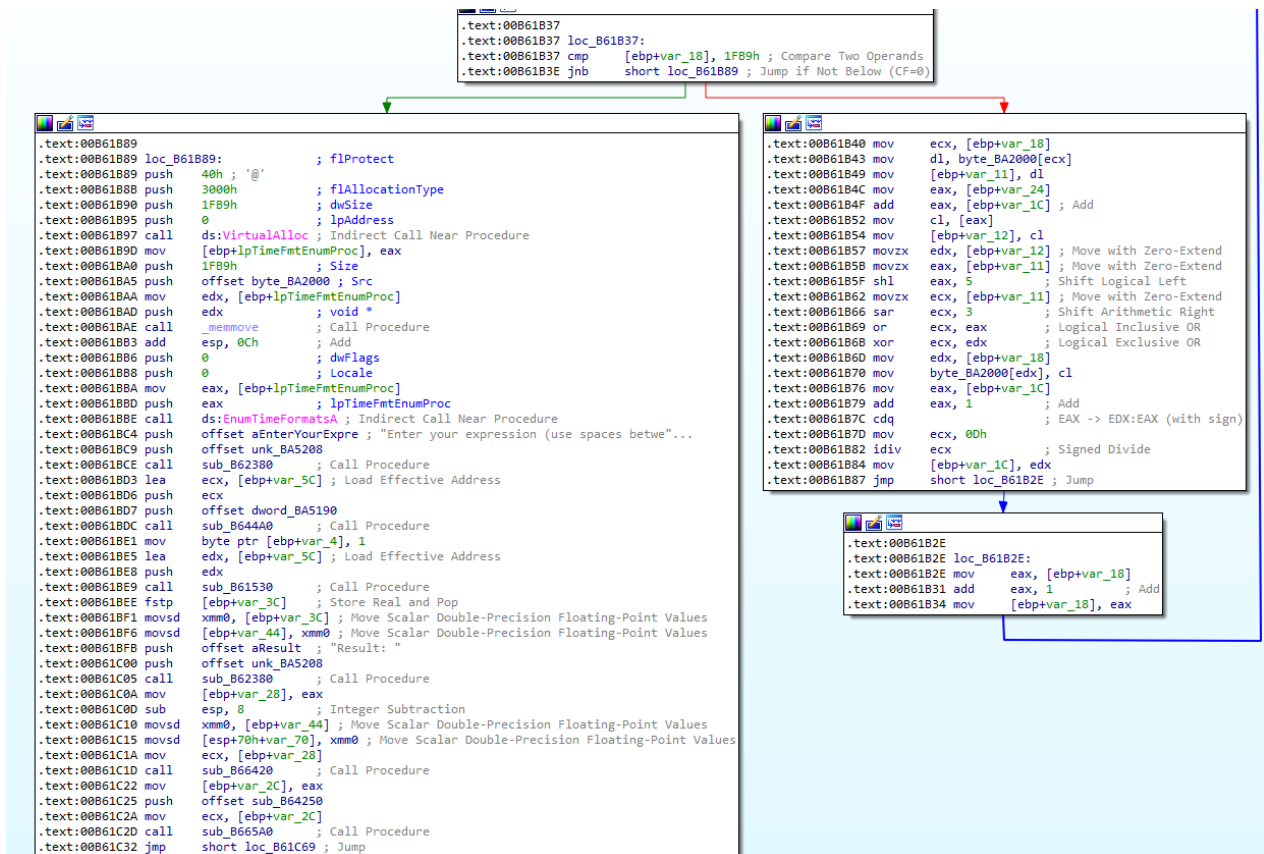 .text:00B61B37
.text:00B61B37 loc_B61B37:
.text:00B61B37 cmp     [ebp+var_18], 1FB9h ; Compare Two Operands
.text:00B61B3E jnb     short loc_B61B89 ; Jump if Not Below (CF=0)
.text:00B61B89
.text:00B61B89 loc_B61B89:             ; flProtect
.text:00B61B89 push    40h ; '@'
.text:00B61B8B push    3000h           ; flAllocationType
.text:00B61B90 push    1FB9h           ; dwSize
.text:00B61B95 push    0               ; lpAddress
.text:00B61B97 call    ds:VirtualAlloc ; Indirect Call Near Procedure
.text:00B61B9D mov     [ebp+lpTimeFmtEnumProc], eax
.text:00B61BA0 push    1FB9h           ; Size
.text:00B61BA5 push    offset byte_BA2000 ; Src
.text:00B61BAA mov     edx, [ebp+lpTimeFmtEnumProc]
.text:00B61BAD push    edx             ; void *
.text:00B61BAE call    _memmove        ; Call Procedure
.text:00B61BB3 add     esp, 0Ch        ; Add
.text:00B61BB6 push    0               ; dwFlags
.text:00B61BB8 push    0               ; Locale
.text:00B61BBA mov     eax, [ebp+lpTimeFmtEnumProc]
.text:00B61BBD push    eax             ; lpTimeFmtEnumProc
.text:00B61BBE call    ds:EnumTimeFormatsA ; Indirect Call Near Procedure
.text:00B61BC4 push    offset aEnterYourExpre ; "Enter your expression (use spaces betwe"...
.text:00B61BC9 push    offset unk_BA5208
.text:00B61BCE call    sub_B62380      ; Call Procedure
.text:00B61BD3 lea     ecx, [ebp+var_5C] ; Load Effective Address
.text:00B61BD6 push    ecx
.text:00B61BD7 push    offset dword_BA5190
.text:00B61BDC call    sub_B644A0      ; Call Procedure
.text:00B61BE1 mov     byte ptr [ebp+var_4], 1
.text:00B61BE5 lea     edx, [ebp+var_5C] ; Load Effective Address
.text:00B61BE8 push    edx
.text:00B61BE9 call    sub_B61530      ; Call Procedure
.text:00B61BEE fstp    [ebp+var_3C]    ; Store Real and Pop
.text:00B61BF1 movsd   xmm0, [ebp+var_3C] ; Move Scalar Double-Precision Floating-Point Values
.text:00B61BF6 movsd   [ebp+var_44], xmm0 ; Move Scalar Double-Precision Floating-Point Values
.text:00B61BFB push    offset aResult  ; "Result: "
.text:00B61C00 push    offset unk_BA5208
.text:00B61C05 call    sub_B62380      ; Call Procedure
.text:00B61C0A mov     [ebp+var_28], eax
.text:00B61C0D sub     esp, 8          ; Integer Subtraction
.text:00B61C10 movsd   xmm0, [ebp+var_44] ; Move Scalar Double-Precision Floating-Point Values
.text:00B61C15 movsd   [esp+70h+var_70], xmm0 ; Move Scalar Double-Precision Floating-Point Values
.text:00B61C1A mov     ecx, [ebp+var_28]
.text:00B61C1D call    sub_B66420      ; Call Procedure
.text:00B61C22 mov     [ebp+var_2C], eax
.text:00B61C25 push    offset sub_B64250
.text:00B61C2A mov     ecx, [ebp+var_2C]
.text:00B61C2D call    sub_B665A0      ; Call Procedure
.text:00B61C32 jmp     short loc_B61C69 ; Jump
.text:00B61B40 mov     ecx, [ebp+var_18]
.text:00B61B43 mov     dl, byte_BA2000[ecx]
.text:00B61B49 mov     [ebp+var_11], dl
.text:00B61B4C mov     eax, [ebp+var_24]
.text:00B61B4F add     eax, [ebp+var_1C] ; Add
.text:00B61B52 mov     cl, [eax]
.text:00B61B54 mov     [ebp+var_12], cl
.text:00B61B57 movzx   edx, [ebp+var_12] ; Move with Zero-Extend
.text:00B61B5B movzx   eax, [ebp+var_11] ; Move with Zero-Extend
.text:00B61B5F shl     eax, 5          ; Shift Logical Left
.text:00B61B62 movzx   ecx, [ebp+var_11] ; Move with Zero-Extend
.text:00B61B66 sar     ecx, 3          ; Shift Arithmetic Right
.text:00B61B69 or      ecx, eax        ; Logical Inclusive OR
.text:00B61B6B xor     ecx, edx        ; Logical Exclusive OR
.text:00B61B6D mov     edx, [ebp+var_18]
.text:00B61B70 mov     byte_BA2000[edx], cl
.text:00B61B76 mov     eax, [ebp+var_1C]
.text:00B61B79 add     eax, 1          ; Add
.text:00B61B7C cdq                     ; EAX -> EDX:EAX (with sign)
.text:00B61B7D mov     ecx, 0Dh
.text:00B61B82 idiv    ecx             ; Signed Divide
.text:00B61B84 mov     [ebp+var_1C], edx
.text:00B61B87 jmp     short loc_B61B2E ; Jump
.text:00B61B2E
.text:00B61B2E loc_B61B2E:
.text:00B61B2E mov     eax, [ebp+var_18]
.text:00B61B31 add     eax, 1          ; Add
.text:00B61B34 mov     [ebp+var_18], eax